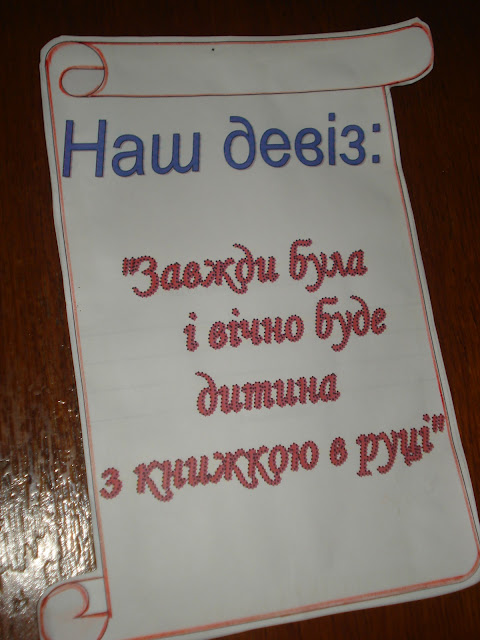 Наш девіз:
"Завжди була
і вічно буде
дитина
з книжкою в руці"